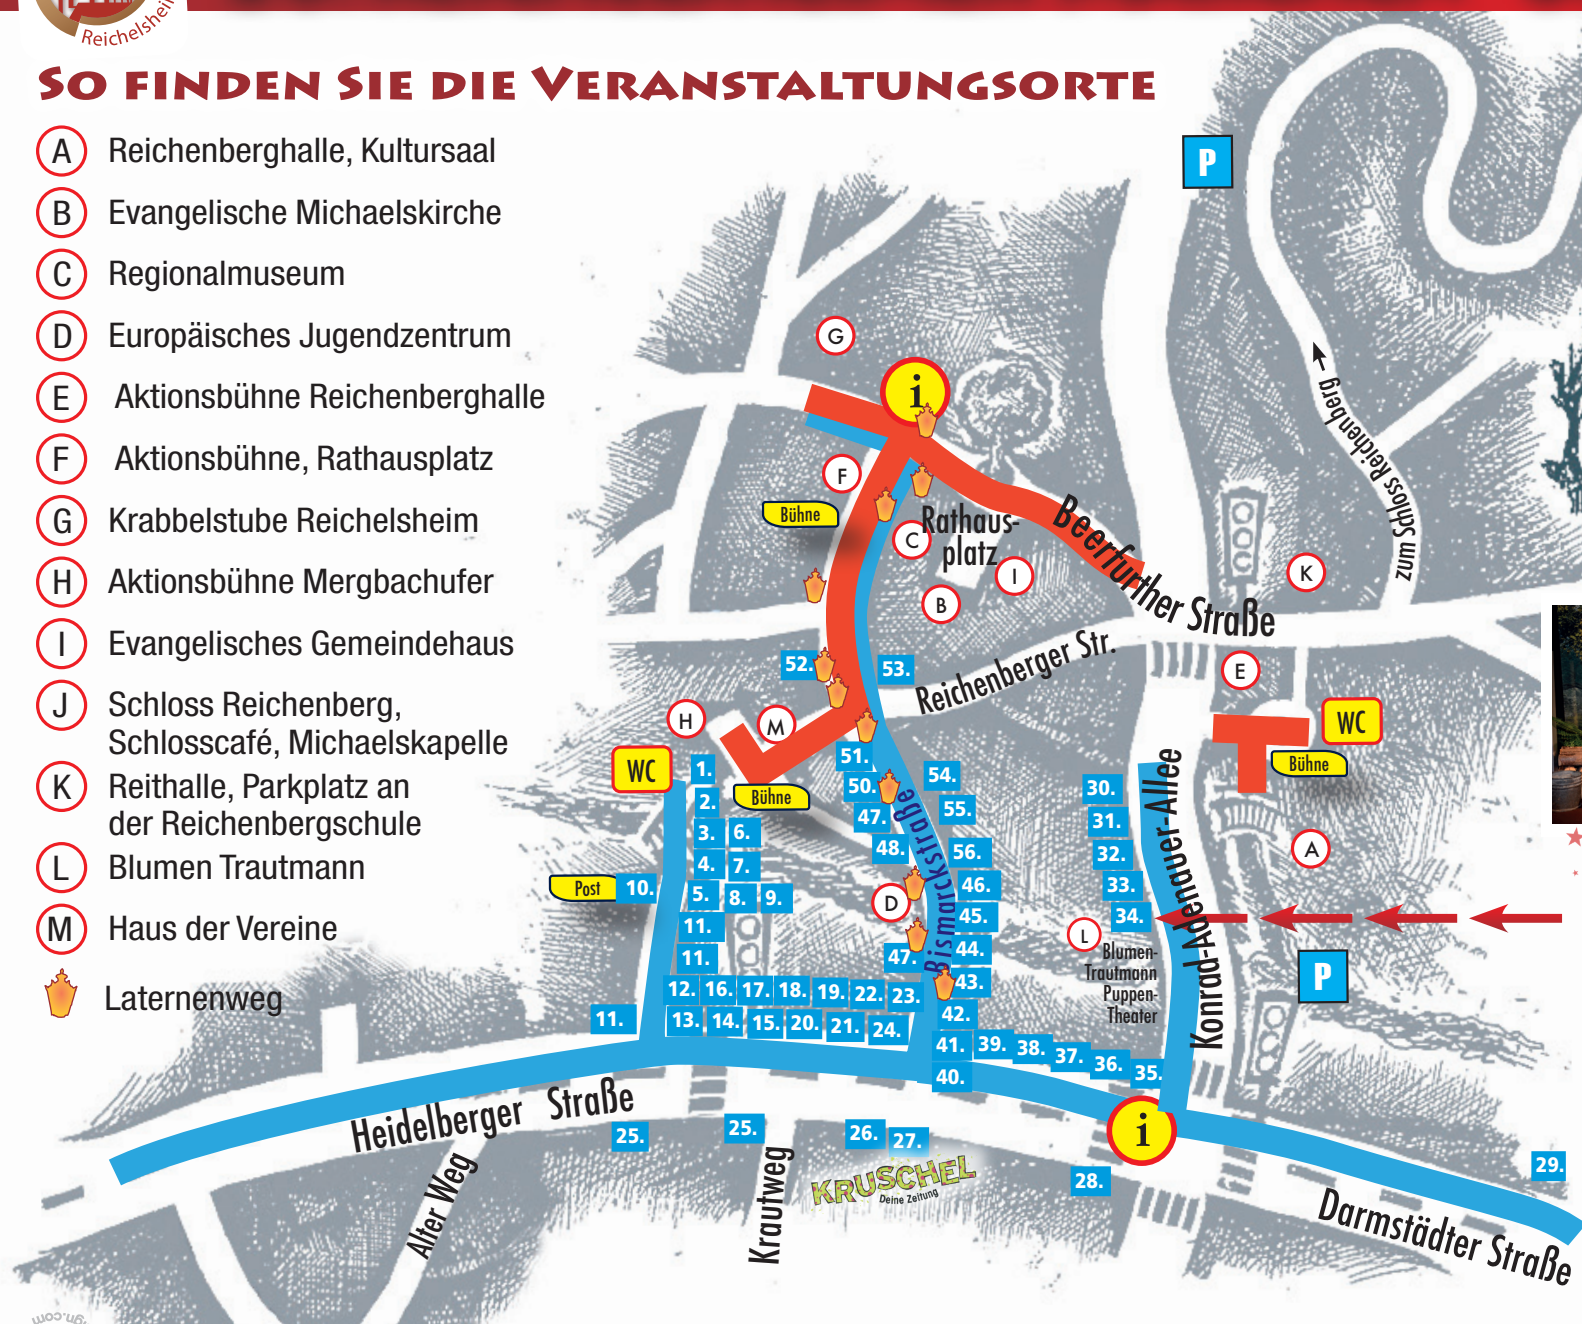 Reichelsheim
So finden Sie die Veranstaltungsorte
A Reichenberghalle, Kultursaal
B Evangelische Michaelskirche
C Regionalmuseum
D Europäisches Jugendzentrum
E Aktionsbühne Reichenberghalle
F Aktionsbühne, Rathausplatz
G Krabbelstube Reichelsheim
H Aktionsbühne Mergbachufer
I Evangelisches Gemeindehaus
J Schloss Reichenberg,
Schlosscafé, Michaelskapelle
K Reithalle, Parkplatz an
der Reichenbergschule
L Blumen Trautmann
M Haus der Vereine
Laternenweg
P
G
i
zum Schloss Reichenberg
F
Bühne
C
Rathaus-
platz
I
B
Beerfurther Straße
K
52.
53.
Reichenberger Str.
E
H
M
WC
Bühne
WC
1.
Bühne
2.
3. 6.
4. 7.
5. 8. 9.
Post 10.
11.
11.
11.
12. 16. 17. 18. 19. 22. 23.
13. 14. 15. 20. 21. 24.
51.
50.
47.
48.
D
47.
Bismarckstraße
54.
55.
56.
46.
45.
44.
43.
42.
41. 39. 38. 37. 36. 35.
40.
30.
31.
32.
33.
34.
L
Blumen-
Trautmann
Puppen-
Theater
Konrad-Adenauer-Allee
A
P
i
Heidelberger Straße
25.
25.
26.
27.
28.
29.
KRUSCHEL
Deine Zeitung
Alter Weg
Krautweg
Darmstädter Straße
gn.com